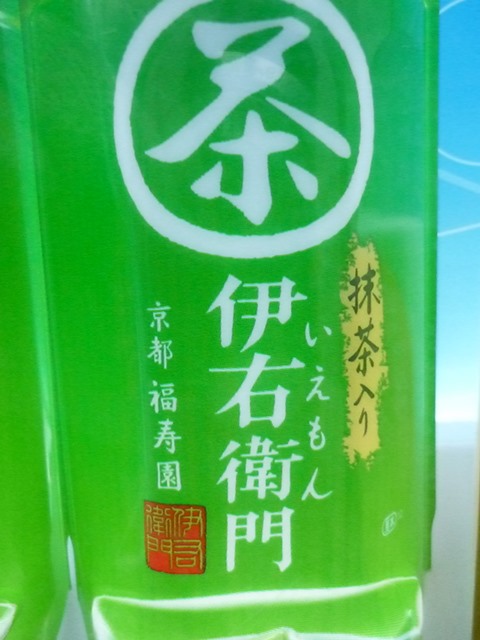 茶
抹茶入り
いえもん
伊右衛門
京都 福寿園
伊右衛門